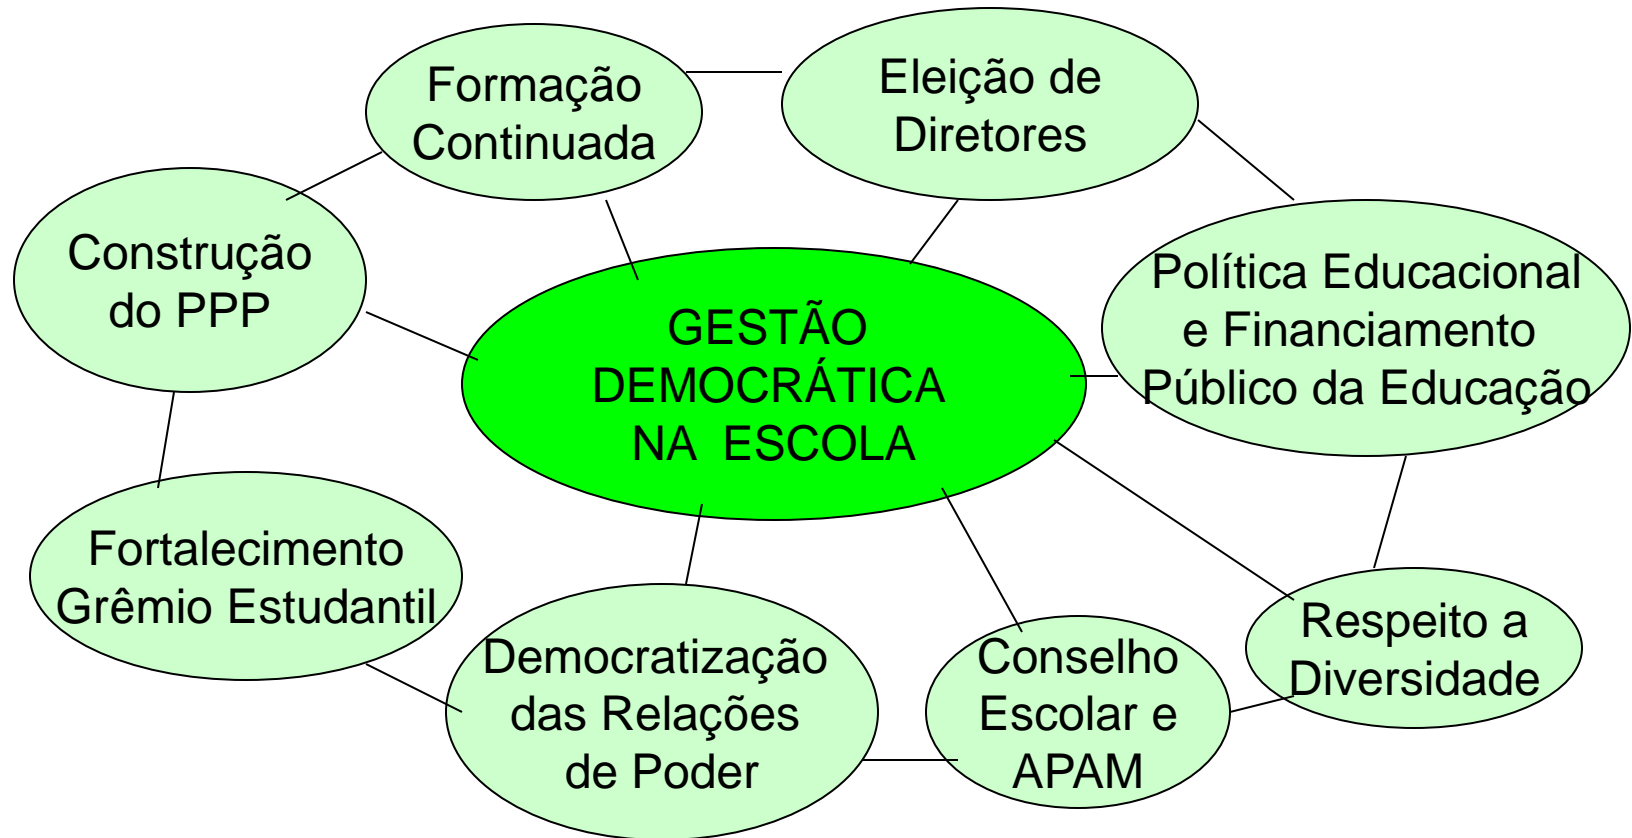 Formação
Continuada
Eleição de
Diretores
Construção
do PPP
GESTÃO
DEMOCRÁTICA
NA ESCOLA
Política Educacional
e Financiamento
Público da Educação
Fortalecimento
Grêmio Estudantil
Democratização
das Relações
de Poder
Conselho
Escolar e
APAM
Respeito a
Diversidade